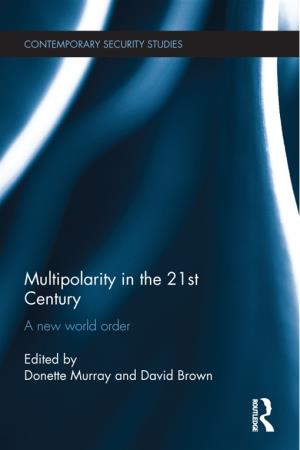 CONTEMPORARY SECURITY STUDIES
Multipolarity in the 21st
Century
A new world order
Edited by
Donette Murray and David Brown
ROUTLEDGE